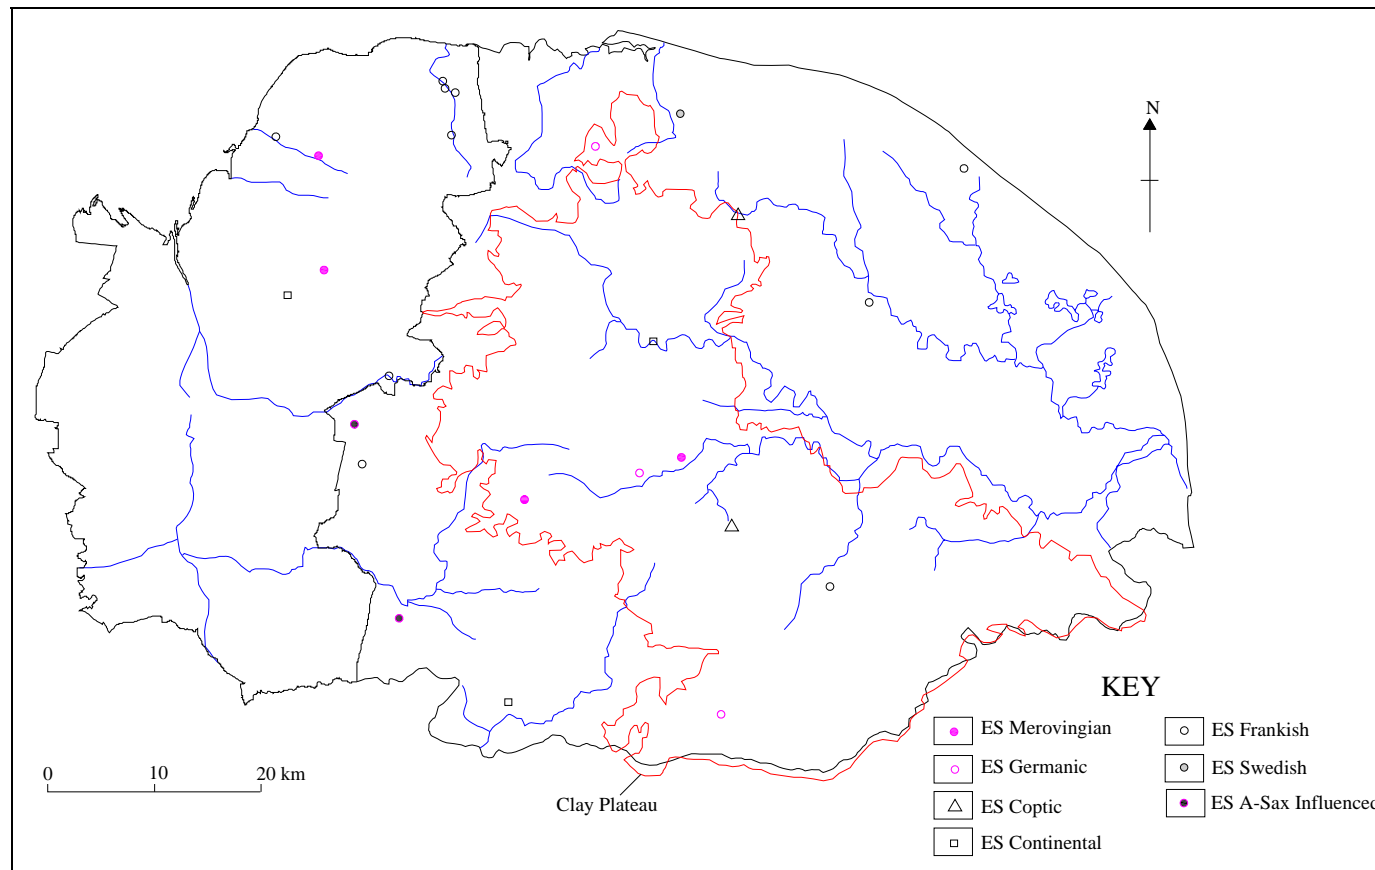 N
KEY
ES Merovingian
ES Frankish
ES Germanic
ES Swedish
ES Coptic
ES A-Sax Influenced
ES Continental
0 10 20 km
Clay Plateau